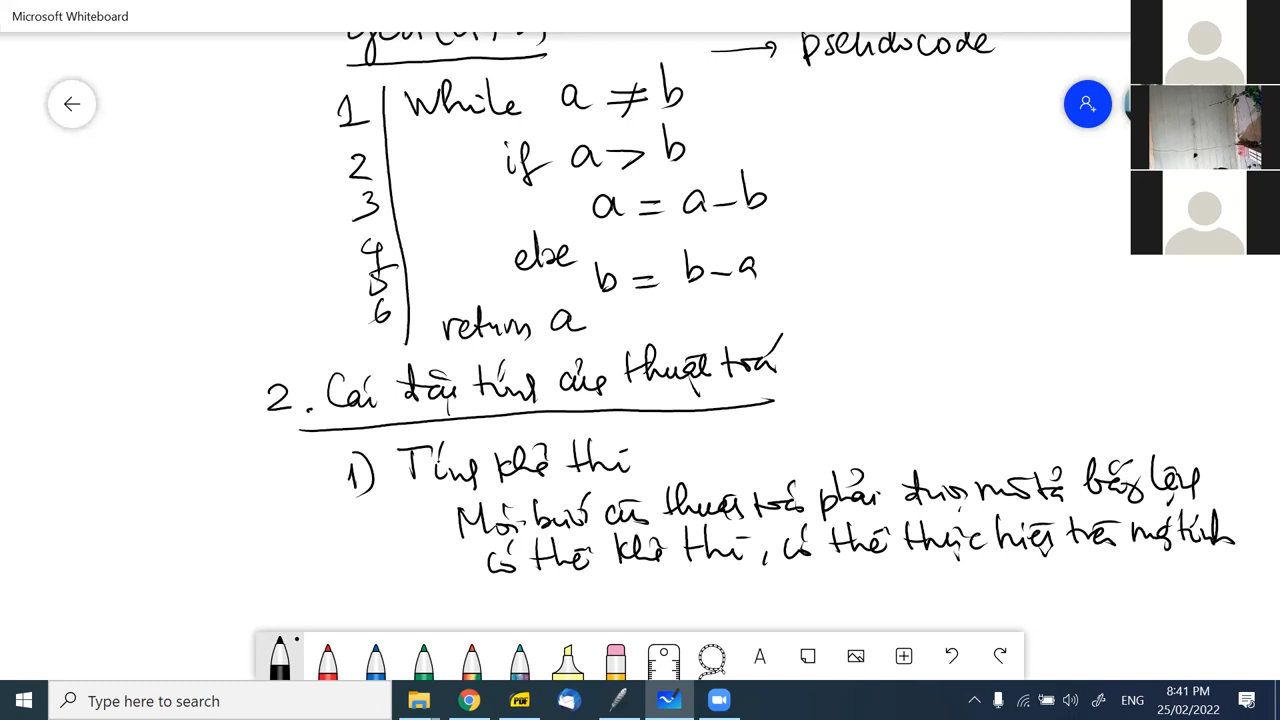 Microsoft Whiteboard
→ pseudocode
1 While a ≠ b
2 if a > b
3 a = a - b
4 else
5 b = b - a
6 return a
2. Các đặc tính của thuật toán
1) Tính khả thi
Mỗi bước của thuật toán phải được mô tả bằng lệnh
có thể khả thi, có thể thực hiện trên máy tính
A
Type here to search
PDF
ENG
8:41 PM
25/02/2022